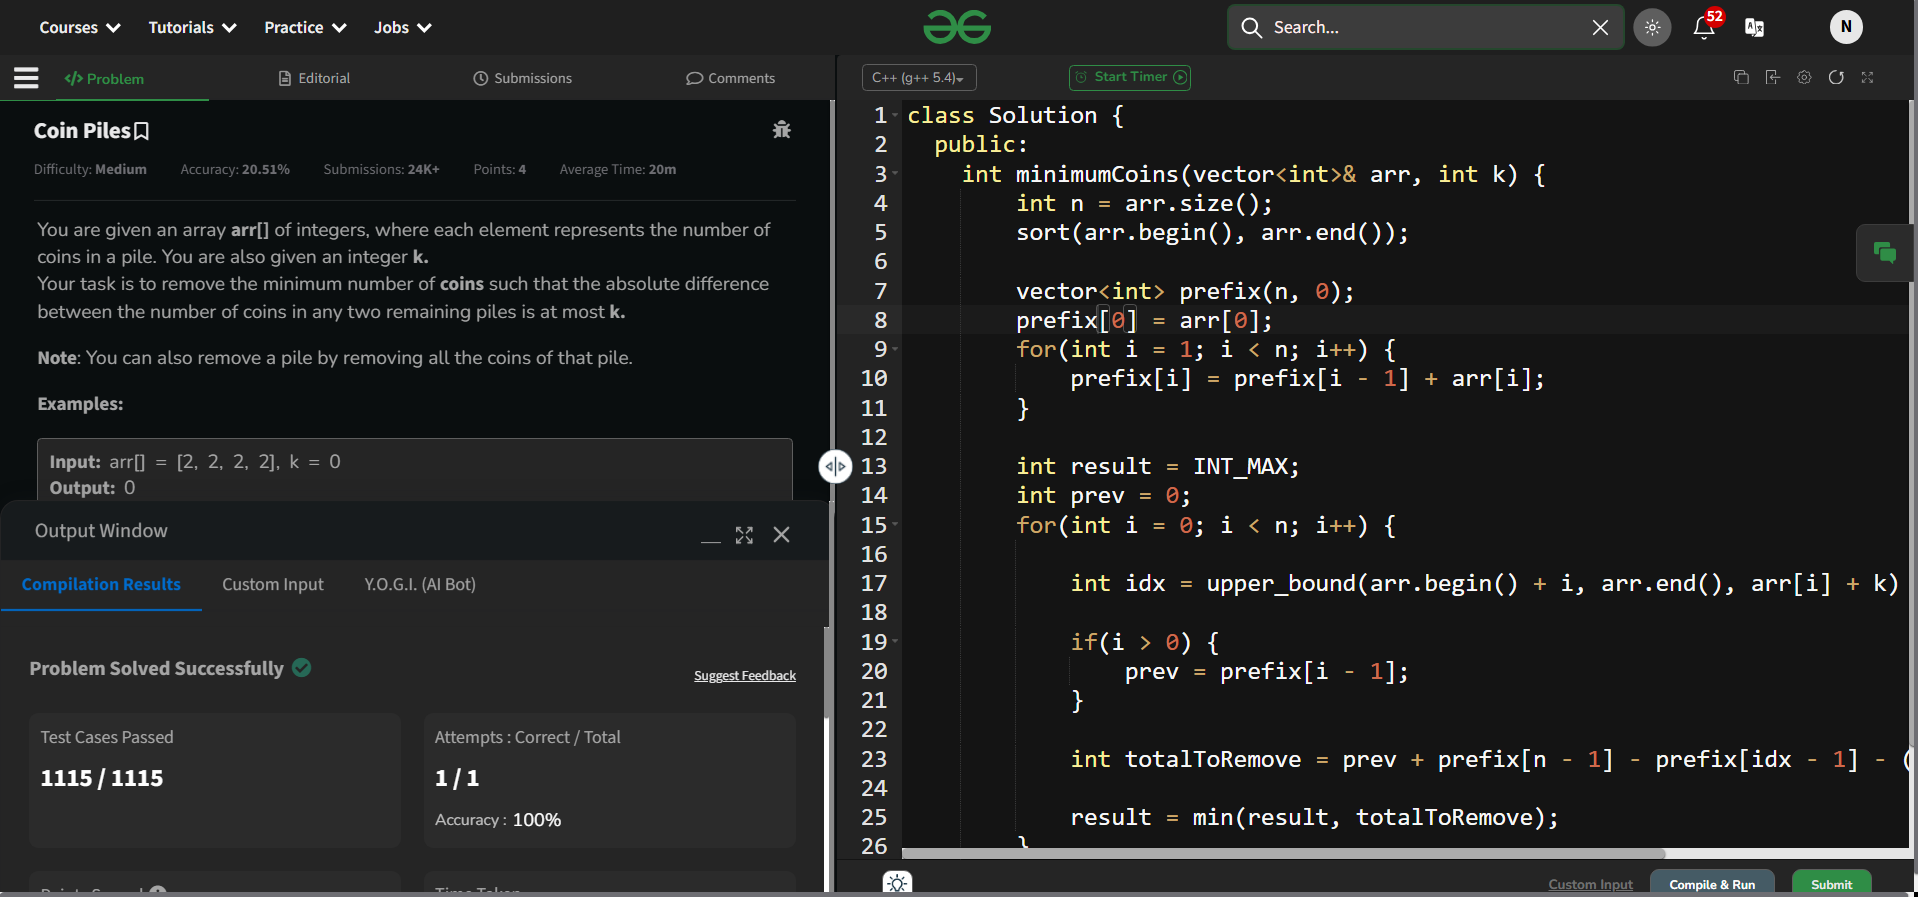 Courses Tutorials Practice Jobs
Search...
52
N
</> Problem Editorial Submissions Comments
C++ (g++ 5.4) Start Timer
Coin Piles
Difficulty: Medium Accuracy: 20.51% Submissions: 24K+ Points: 4 Average Time: 20m
You are given an array arr[] of integers, where each element represents the number of
coins in a pile. You are also given an integer k.
Your task is to remove the minimum number of coins such that the absolute difference
between the number of coins in any two remaining piles is at most k.
Note: You can also remove a pile by removing all the coins of that pile.
Examples:
Input: arr[] = [2, 2, 2, 2], k = 0
Output: 0
Output Window
Compilation Results Custom Input Y.O.G.I. (AI Bot)
Problem Solved Successfully
Suggest Feedback
Test Cases Passed
1115 / 1115
Attempts : Correct / Total
1 / 1
Accuracy : 100%
1 class Solution {
2 public:
3 int minimumCoins(vector<int>& arr, int k) {
4 int n = arr.size();
5 sort(arr.begin(), arr.end());
6
7 vector<int> prefix(n, 0);
8 prefix[0] = arr[0];
9 for(int i = 1; i < n; i++) {
10 prefix[i] = prefix[i - 1] + arr[i];
11 }
12
13 int result = INT_MAX;
14 int prev = 0;
15 for(int i = 0; i < n; i++) {
16
17 int idx = upper_bound(arr.begin() + i, arr.end(), arr[i] + k)
18
19 if(i > 0) {
20 prev = prefix[i - 1];
21 }
22
23 int totalToRemove = prev + prefix[n - 1] - prefix[idx - 1] - (
24
25 result = min(result, totalToRemove);
26 }
Custom Input Compile & Run Submit